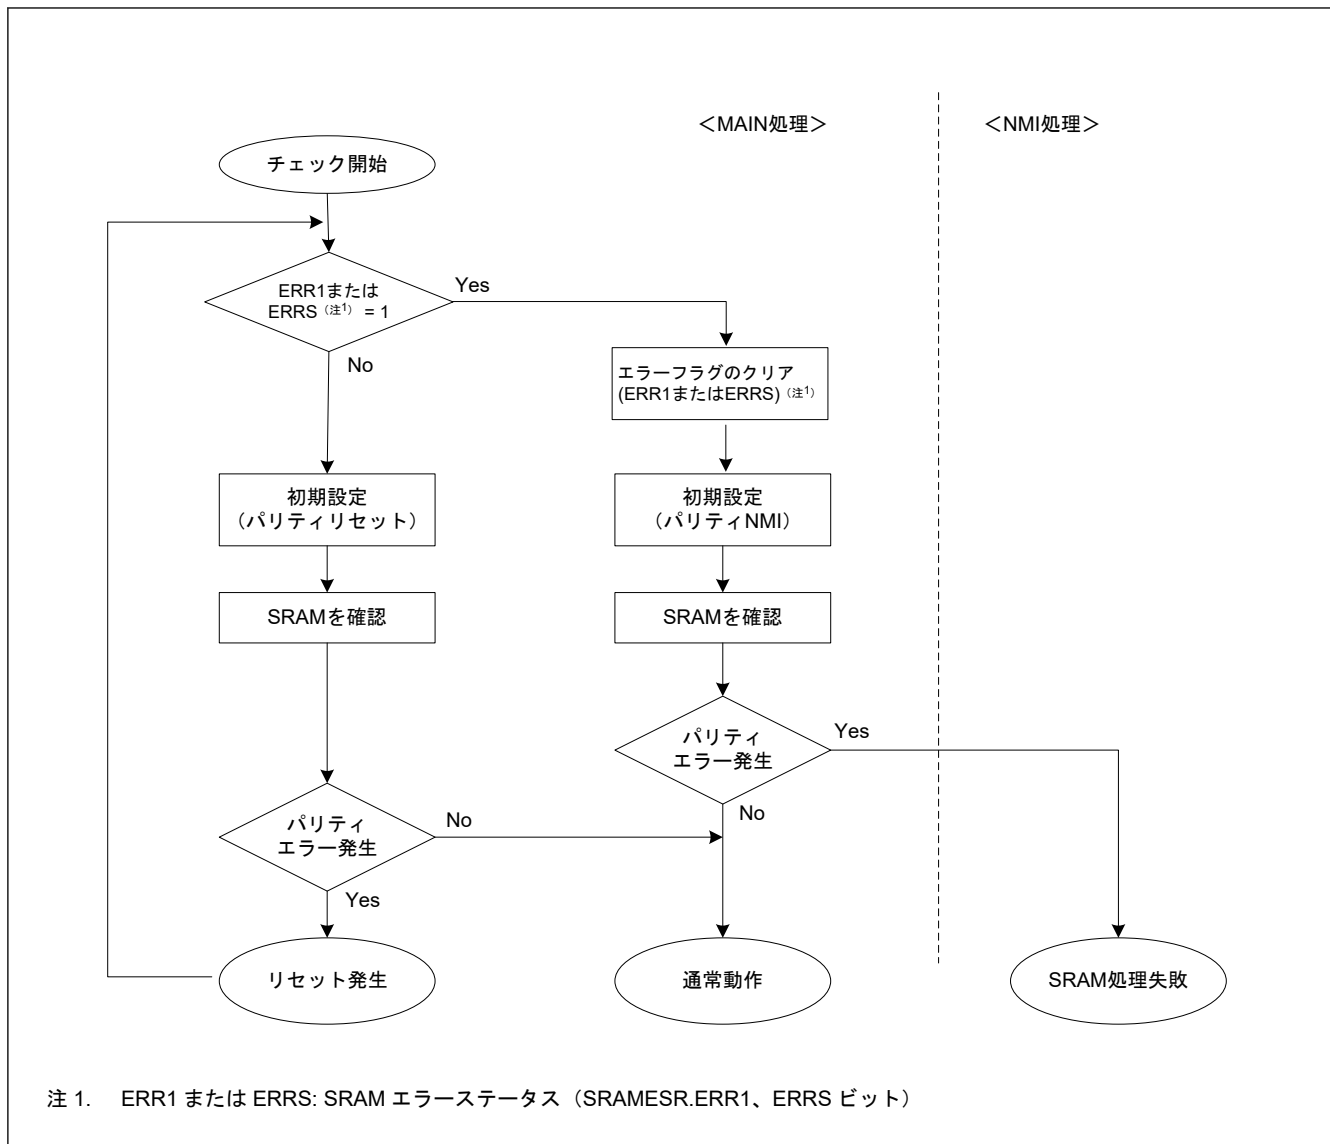 ＜MAIN処理＞
＜NMI処理＞
チェック開始
ERR1または
ERRS（注1） = 1
Yes
No
エラーフラグのクリア
(ERR1またはERRS)（注1）
初期設定
（パリティリセット）
初期設定
（パリティNMI）
SRAMを確認
SRAMを確認
パリティ
エラー発生
Yes
No
パリティ
エラー発生
No
Yes
リセット発生
通常動作
SRAM処理失敗
注 1. ERR1 または ERRS: SRAM エラーステータス（SRAMESR.ERR1、ERRS ビット）